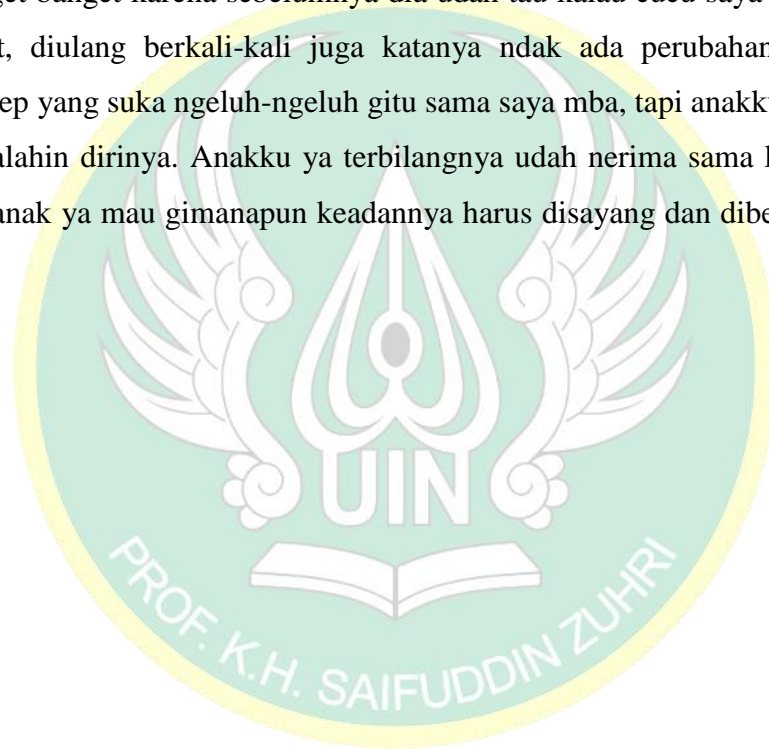 get banget karena sebelumnya dia udah tau kalau cucu saya
t, diulang berkali-kali juga katanya ndak ada perubahan
ep yang suka ngeluh-ngeluh gitu sama saya mba, tapi anakku
alahin dirinya. Anakku ya terbilangnya udah nerima sama
anak ya mau gimanapun keadannya harus disayang dan dibe
UIN
PROF. K.H. SAIFUDDIN ZUHRI